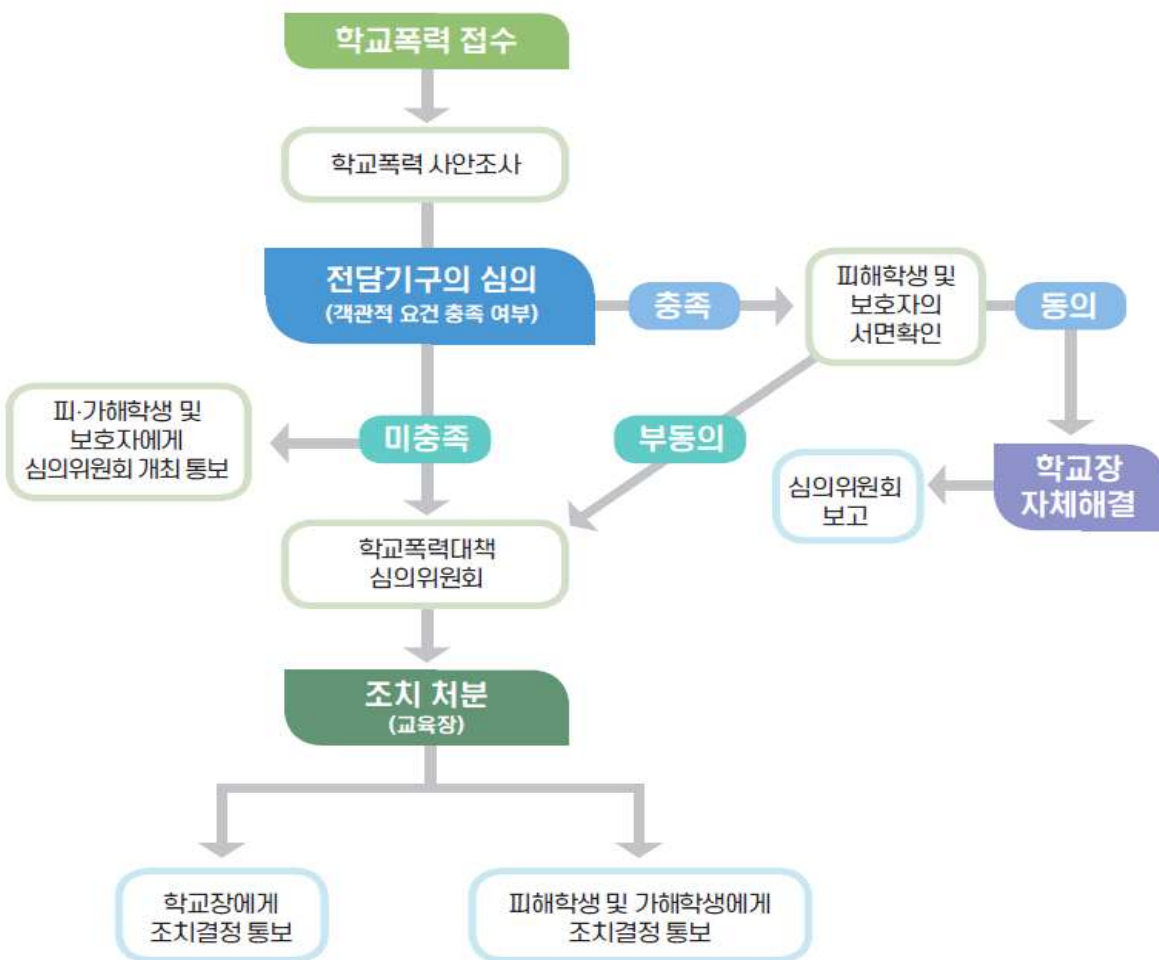 학교폭력 접수
학교폭력 사안조사
전담기구의 심의
(객관적 요건 충족 여부)
충족
피해학생 및
보호자의
서면확인
동의
피·가해학생 및
보호자에게
심의위원회 개최 통보
미충족
부동의
심의위원회
보고
학교장
자체해결
학교폭력대책
심의위원회
조치 처분
(교육장)
학교장에게
조치결정 통보
피해학생 및 가해학생에게
조치결정 통보